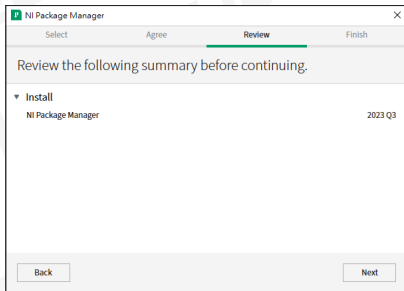 NI Package Manager
Select Agree Review Finish
Review the following summary before continuing.
Install
NI Package Manager 2023 Q3
Back Next